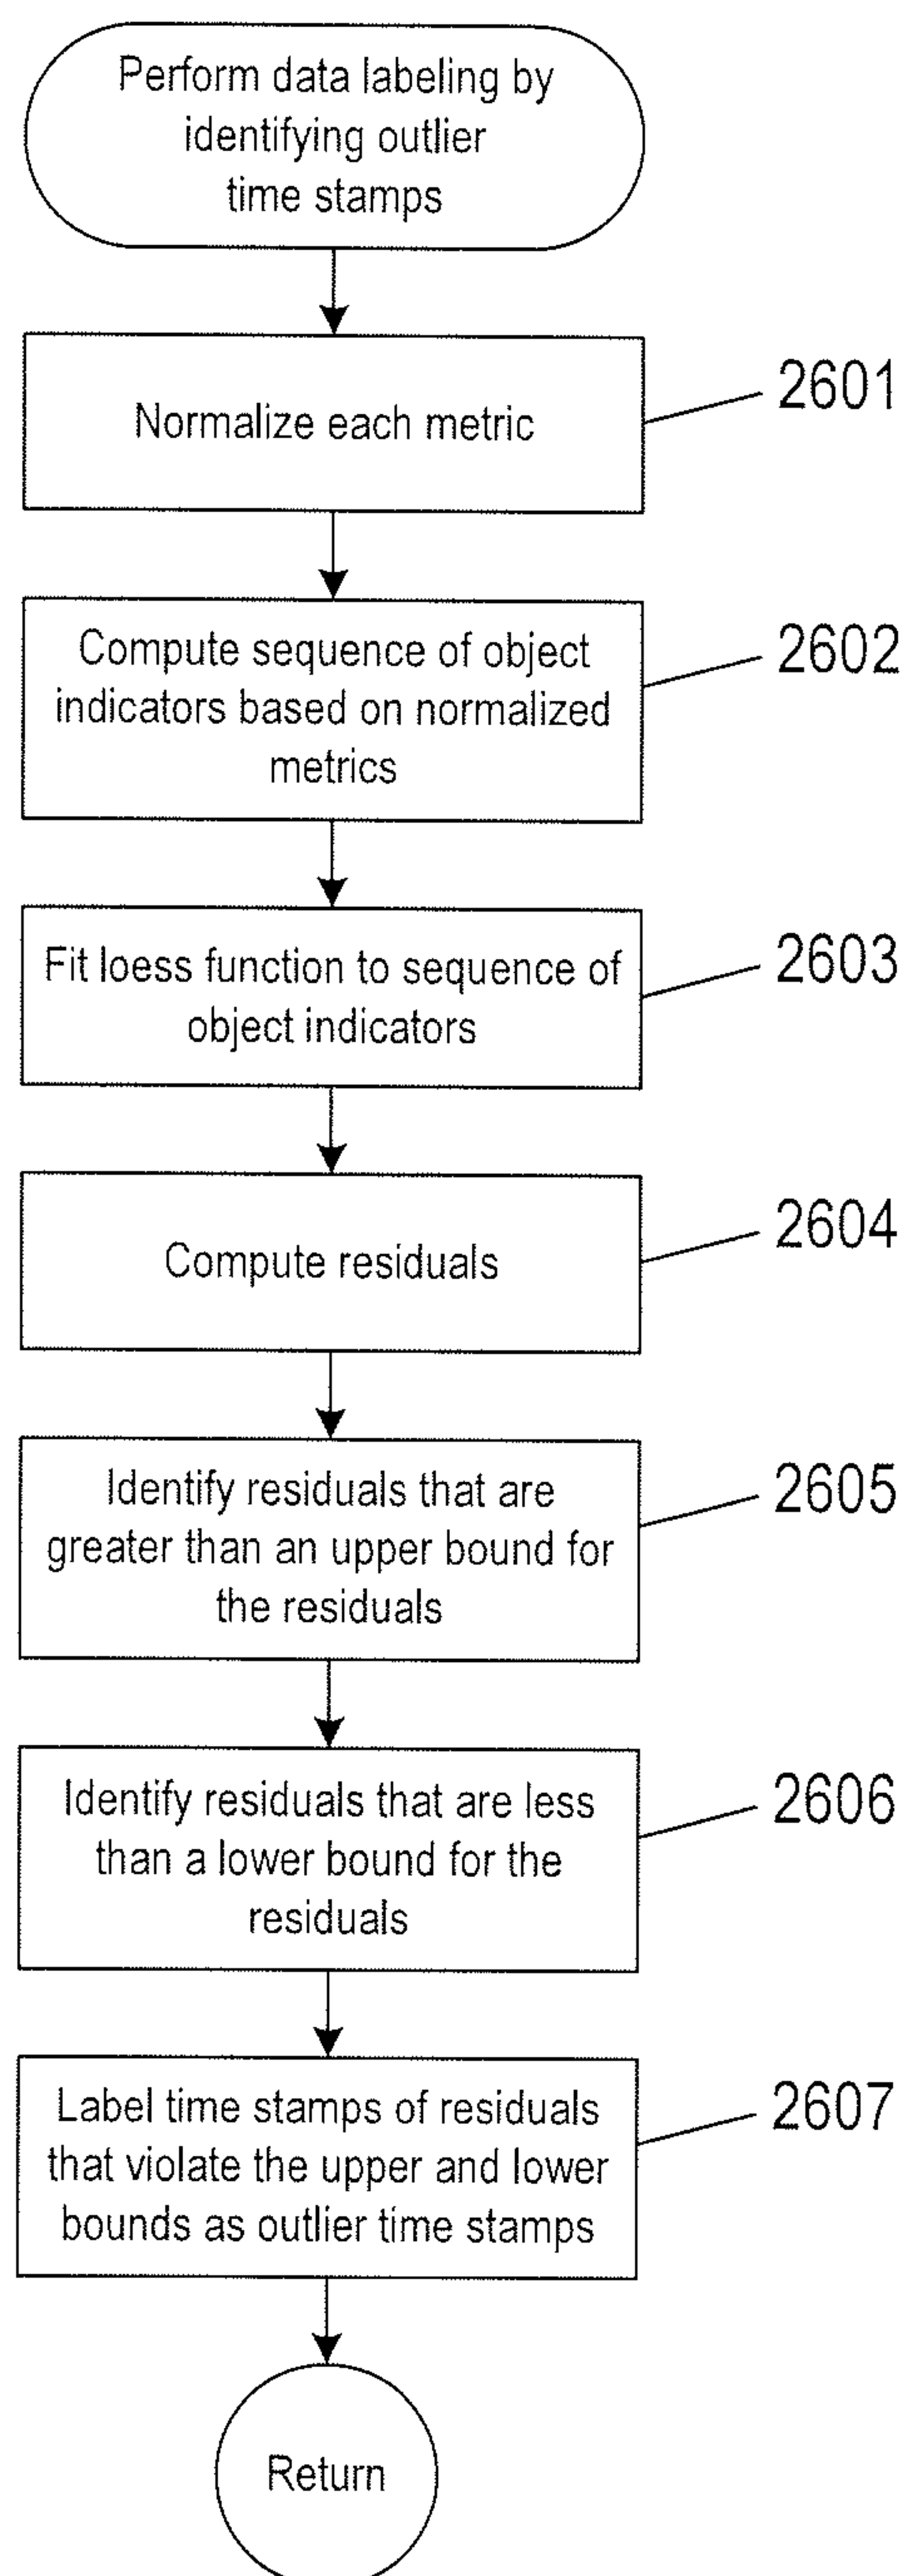 Perform data labeling by
identifying outlier
time stamps
Normalize each metric
2601
Compute sequence of object
indicators based on normalized
metrics
2602
Fit loess function to sequence of
object indicators
2603
Compute residuals
2604
Identify residuals that are
greater than an upper bound for
the residuals
2605
Identify residuals that are less
than a lower bound for the
residuals
2606
Label time stamps of residuals
that violate the upper and lower
bounds as outlier time stamps
2607
Return